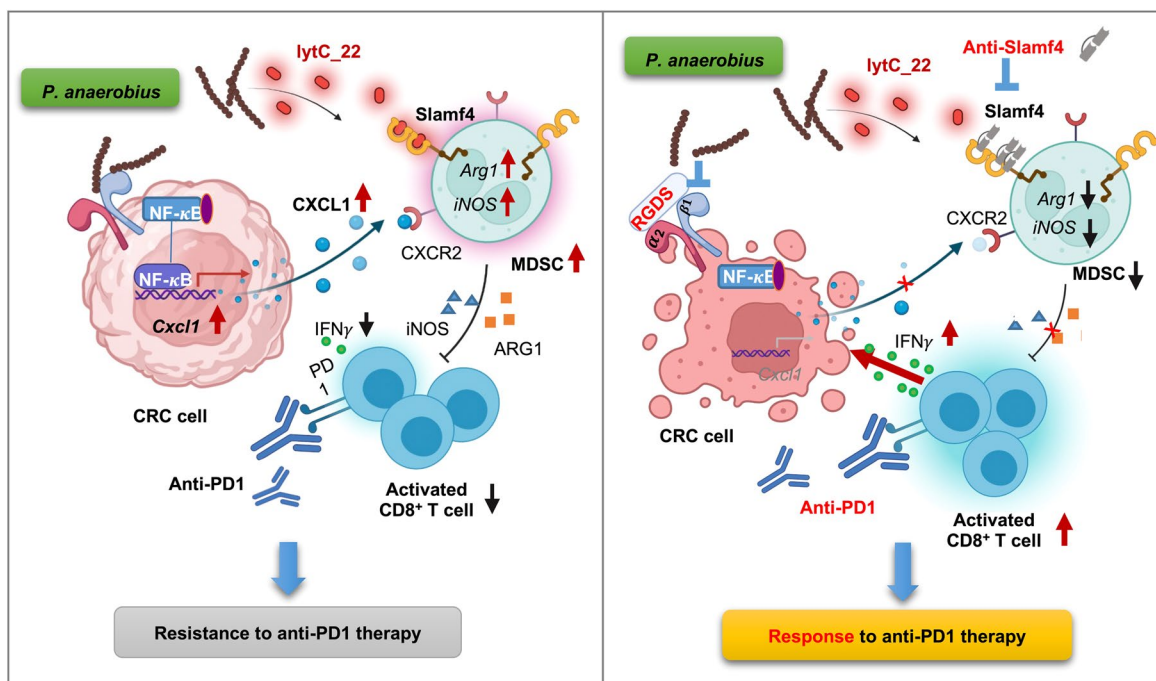 lytC_22
P. anaerobius
Slamf4
Arg1
iNOS
NF-κB
CXCL1
CXCR2
MDSC
NF-κB
Cxcl1
IFNγ
iNOS
ARG1
PD
1
CRC cell
Anti-PD1
Activated
CD8⁺ T cell
Resistance to anti-PD1 therapy
Anti-Slamf4
P. anaerobius
lytC_22
Slamf4
RGDS
β1
α2
Arg1
iNOS
CXCR2
NF-κB
MDSC
IFNγ
Cxcl1
CRC cell
Anti-PD1
Activated
CD8⁺ T cell
Response to anti-PD1 therapy